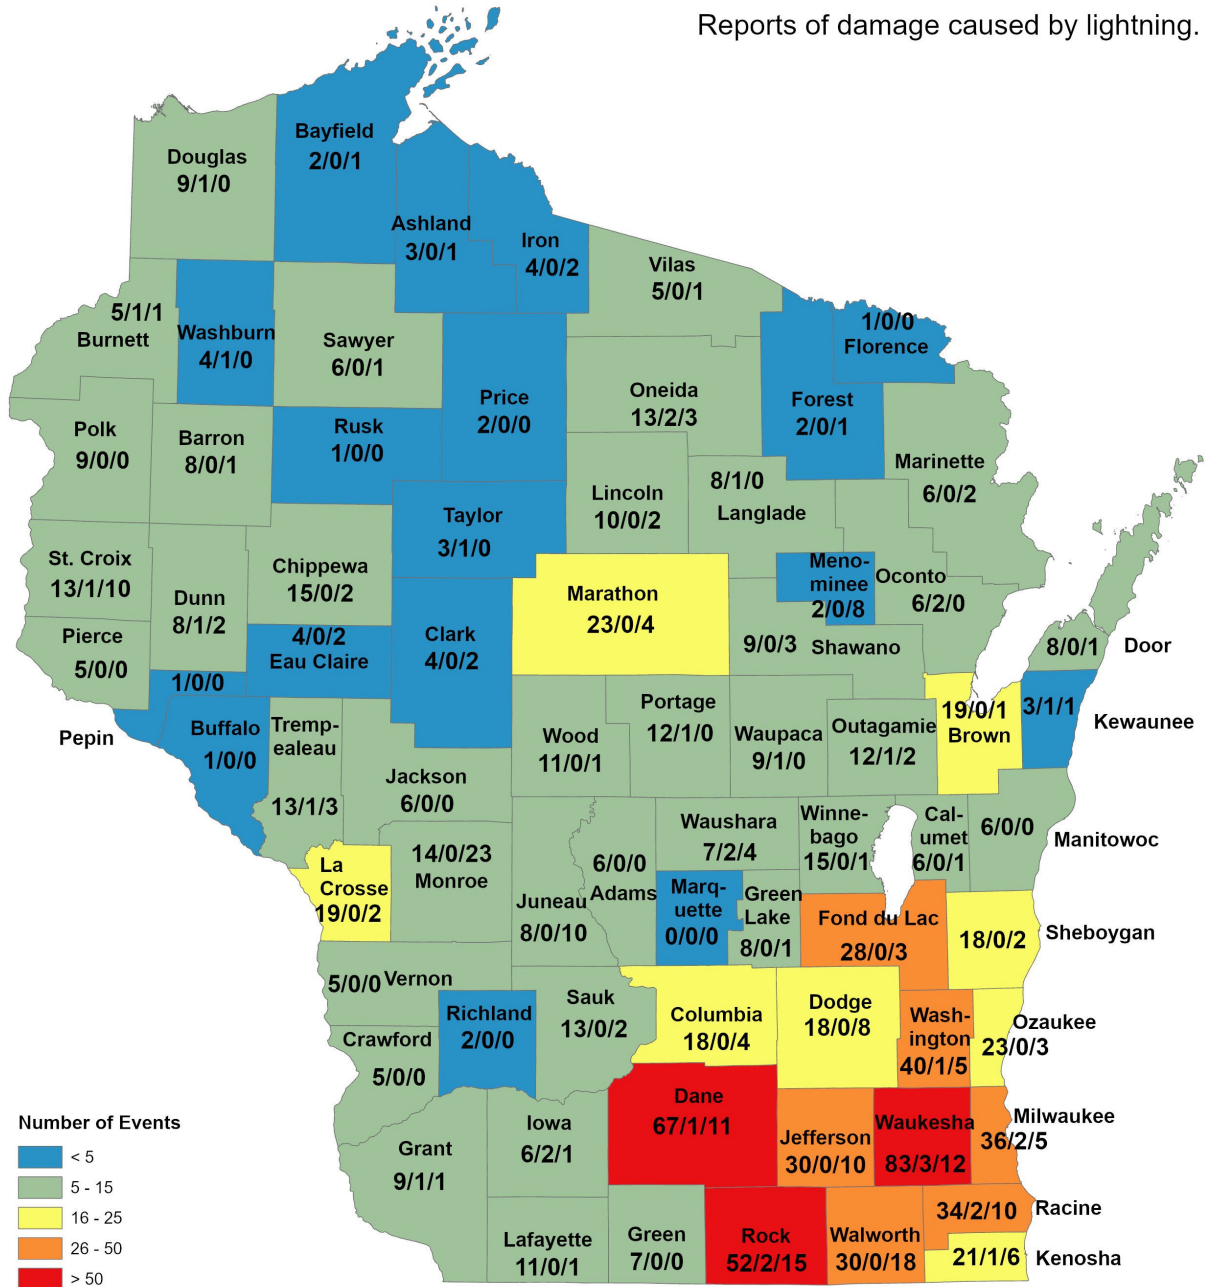 Reports of damage caused by lightning.
Bayfield
2/0/1
Douglas
9/1/0
Ashland
3/0/1
Iron
4/0/2
Vilas
5/0/1
5/1/1
Burnett
Washburn
4/1/0
Sawyer
6/0/1
1/0/0
Florence
Price
2/0/0
Oneida
13/2/3
Forest
2/0/1
Polk
9/0/0
Barron
8/0/1
Rusk
1/0/0
Marinette
6/0/2
Lincoln
10/0/2
8/1/0
Langlade
Taylor
3/1/0
St. Croix
13/1/10
Dunn
8/1/2
Chippewa
15/0/2
Marathon
23/0/4
Meno-
minee
2/0/8
Oconto
6/2/0
Pierce
5/0/0
4/0/2
Eau Claire
Clark
4/0/2
9/0/3 Shawano
8/0/1
Door
1/0/0
Pepin
Buffalo
1/0/0
Tremp-
ealeau
13/1/3
Jackson
6/0/0
Wood
11/0/1
Portage
12/1/0
Waupaca
9/1/0
Outagamie
12/1/2
19/0/1
Brown
3/1/1
Kewaunee
La
Crosse
19/0/2
14/0/23
Monroe
Juneau
8/0/10
6/0/0
Adams
Waushara
7/2/4
Winne-
bago
15/0/1
Cal-
umet
6/0/1
6/0/0
Manitowoc
Marq-
uette
0/0/0
Green
Lake
8/0/1
Fond du Lac
28/0/3
18/0/2
Sheboygan
5/0/0 Vernon
Richland
2/0/0
Sauk
13/0/2
Columbia
18/0/4
Dodge
18/0/8
Wash-
ington
40/1/5
Ozaukee
23/0/3
Crawford
5/0/0
Dane
67/1/11
Jefferson
30/0/10
Waukesha
83/3/12
Milwaukee
36/2/5
Grant
9/1/1
Iowa
6/2/1
Lafayette
11/0/1
Green
7/0/0
Rock
52/2/15
Walworth
30/0/18
34/2/10
Racine
21/1/6
Kenosha
Number of Events
< 5
5 - 15
16 - 25
26 - 50
> 50